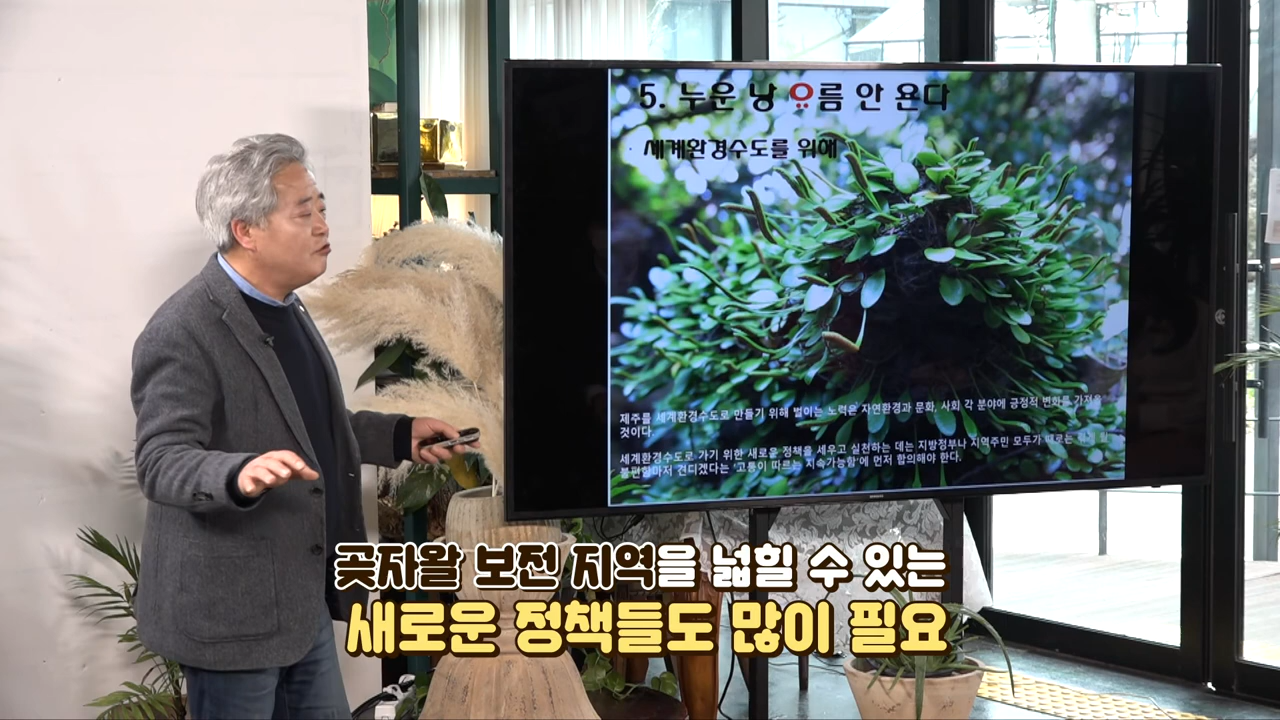 5. 누운 낭 ᄋᆢ름 안 욘다
· 세계환경수도를 위해
제주를 세계환경수도로 만들기 위해 벌이는 노력은 자연환경과 문화, 사회 각 분야에 긍정적 변화를 가져올
것이다.
세계환경수도로 가기 위한 새로운 정책을 세우고 실천하는 데는 지방정부나 지역주민 모두가 때로는
불편함마저 견디겠다는 '고통이 따르는 지속가능함'에 먼저 합의해야 한다.
곶자왈 보전 지역을 넓힐 수 있는
새로운 정책들도 많이 필요